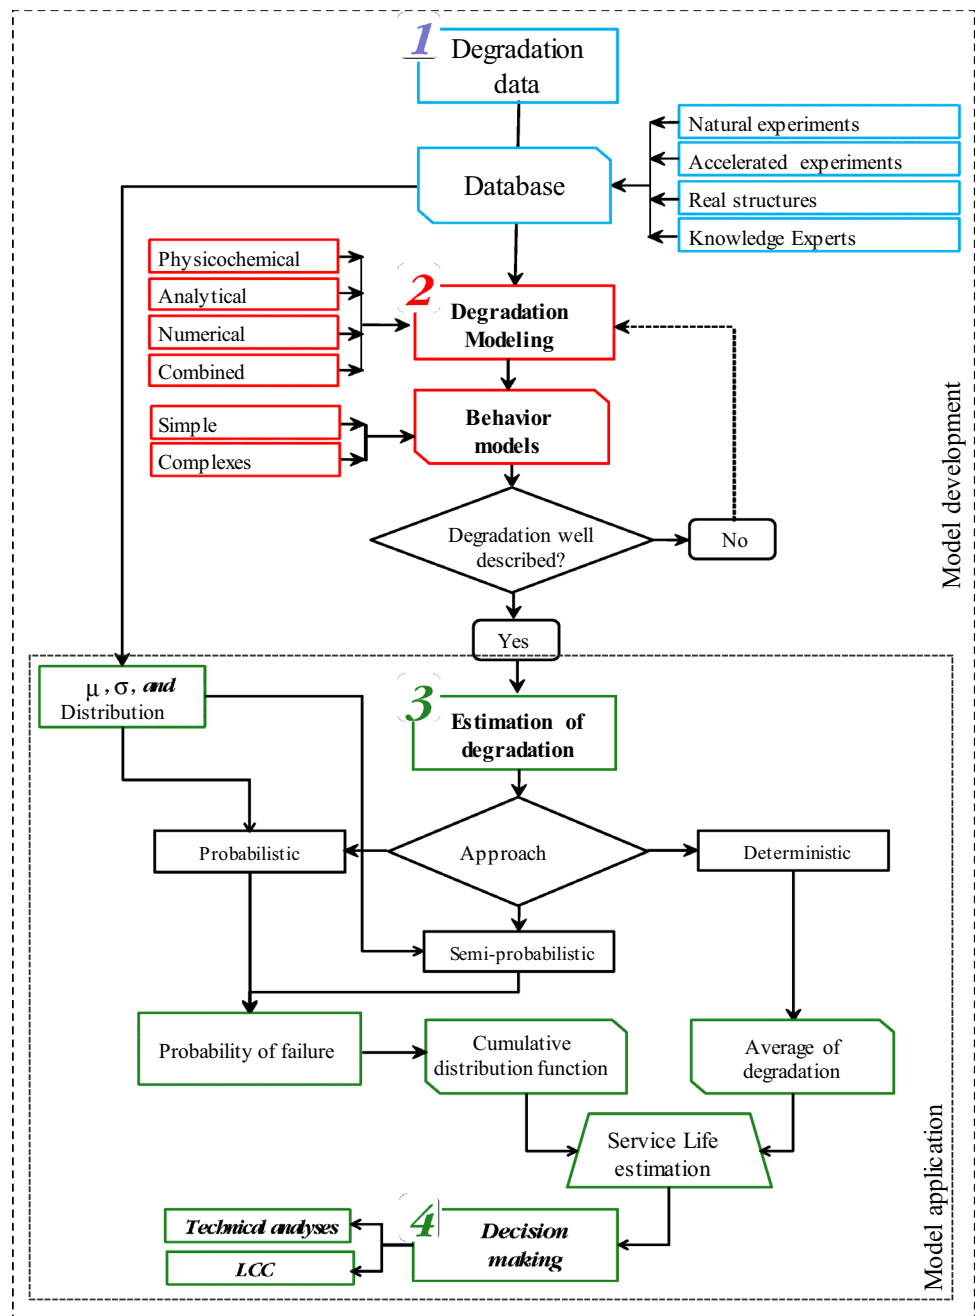 1
Degradation
data
Natural experiments
Accelerated experiments
Real structures
Knowledge Experts
Database
Physicochemical
Analytical
Numerical
Combined
2
Degradation
Modeling
Simple
Complexes
Behavior
models
Degradation well
described?
No
Yes
Model development
μ, σ, and
Distribution
3
Estimation of
degradation
Probabilistic
Approach
Deterministic
Semi-probabilistic
Probability of failure
Cumulative
distribution function
Average of
degradation
Service Life
estimation
Technical analyses
LCC
4
Decision
making
Model application